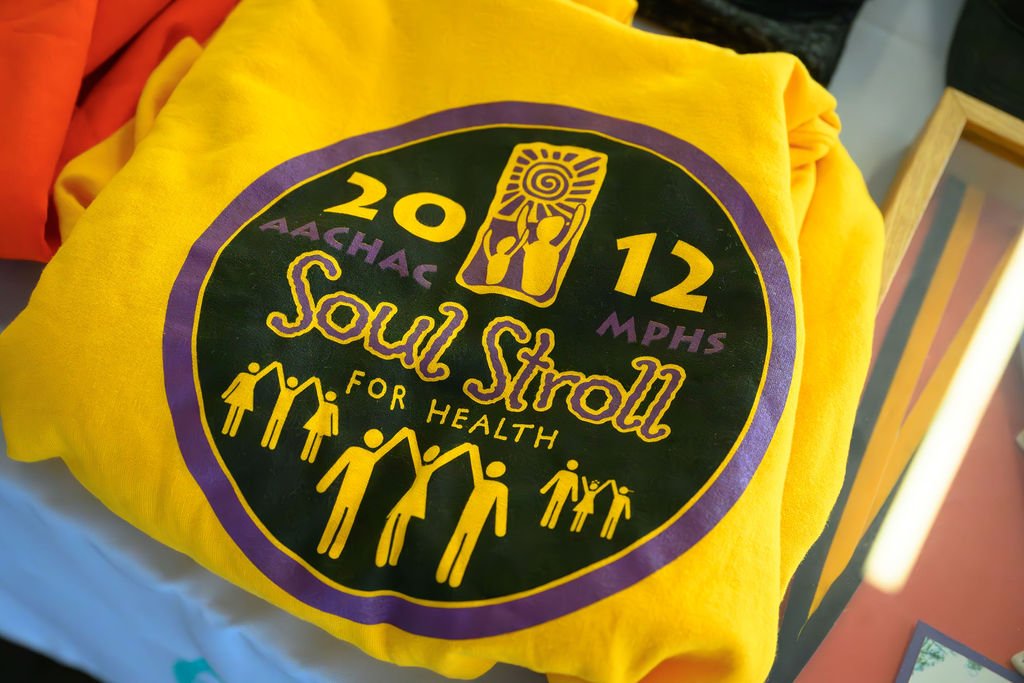 20 12
AACHAC
MPHS
Soul Stroll
FOR HEALTH